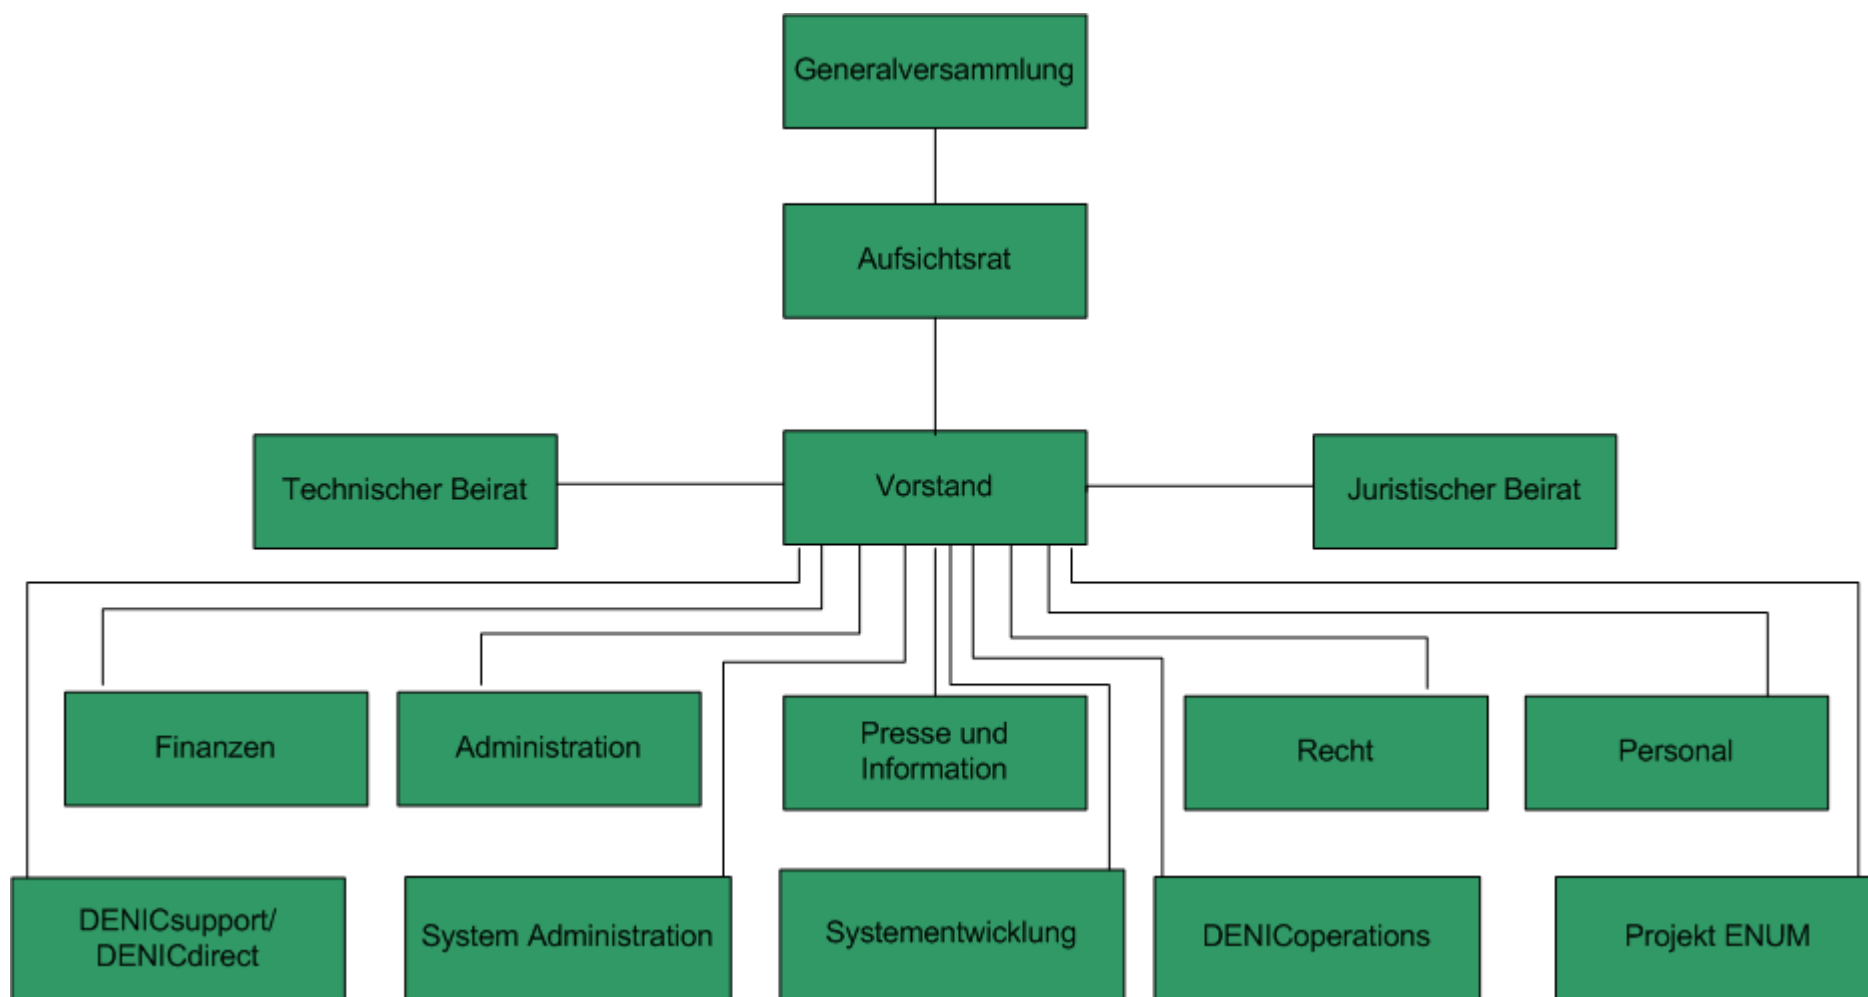 Generalversammlung
Aufsichtsrat
Technischer Beirat
Vorstand
Juristischer Beirat
Finanzen
Administration
Presse und
Information
Recht
Personal
DENICsupport/
DENICdirect
System Administration
Systementwicklung
DENICoperations
Projekt ENUM